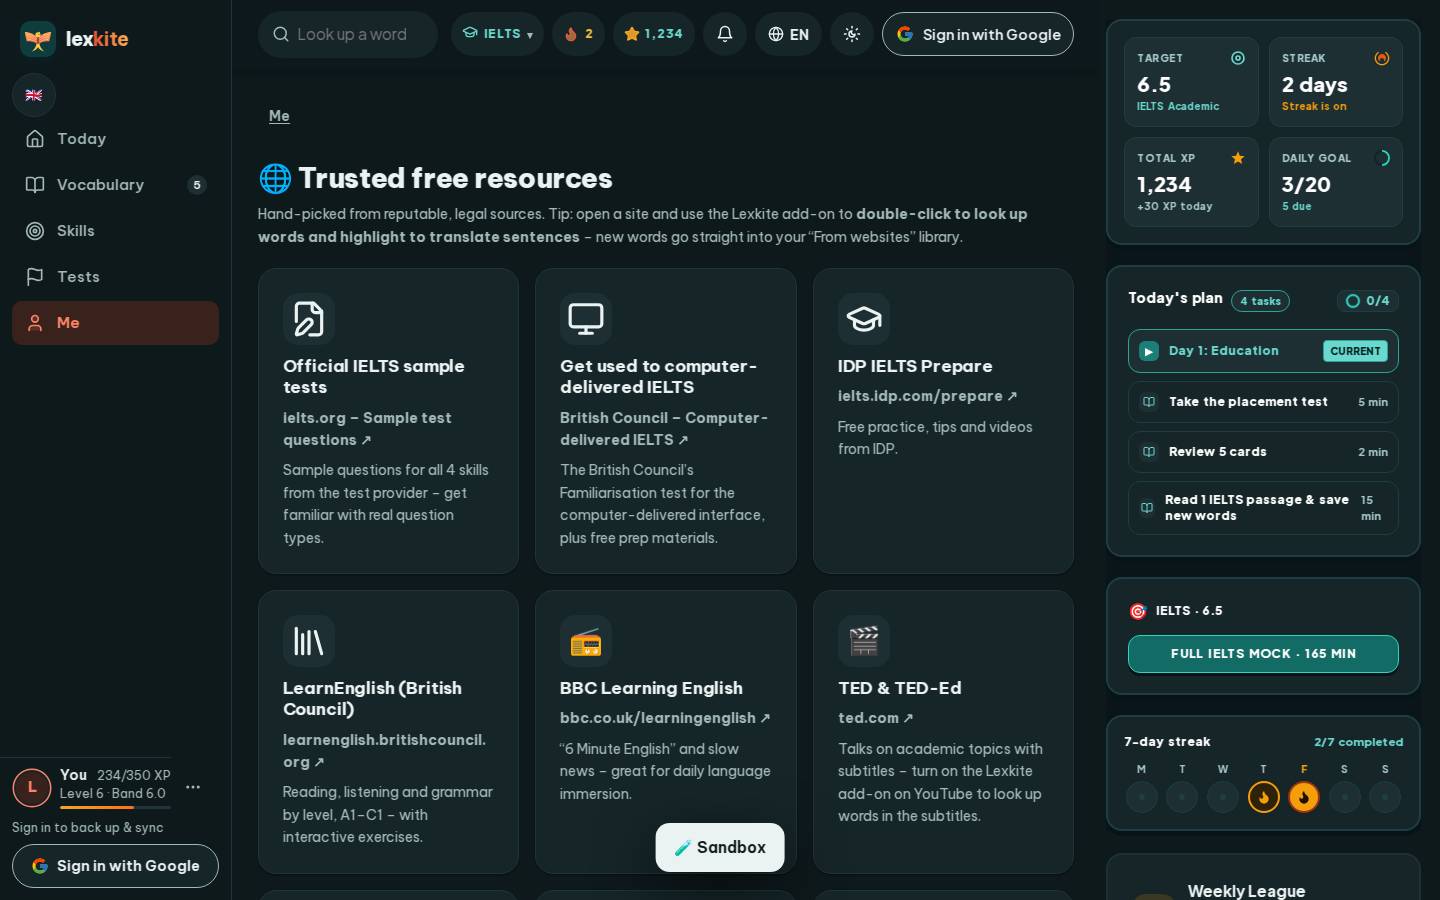 lexkite
Today
Vocabulary
5
Skills
Tests
Me
L
You
234/350 XP
Level 6 · Band 6.0
Sign in to back up & sync
Sign in with Google
Look up a word
IELTS
2
1,234
EN
Sign in with Google
Me
Trusted free resources
Hand-picked from reputable, legal sources. Tip: open a site and use the Lexkite add-on to double-click to look up
words and highlight to translate sentences – new words go straight into your “From websites” library.
Official IELTS sample
tests
ielts.org – Sample test
questions ↗
Sample questions for all 4 skills
from the test provider – get
familiar with real question
types.
Get used to computer-
delivered IELTS
British Council – Computer-
delivered IELTS ↗
The British Council’s
Familiarisation test for the
computer-delivered interface,
plus free prep materials.
IDP IELTS Prepare
ielts.idp.com/prepare ↗
Free practice, tips and videos
from IDP.
LearnEnglish (British
Council)
learnenglish.britishcouncil.
org ↗
Reading, listening and grammar
by level, A1–C1 – with
interactive exercises.
BBC Learning English
bbc.co.uk/learningenglish ↗
“6 Minute English” and slow
news – great for daily language
immersion.
TED & TED-Ed
ted.com ↗
Talks on academic topics with
subtitles – turn on the Lexkite
add-on on YouTube to look up
words in the subtitles.
Sandbox
TARGET
6.5
IELTS Academic
STREAK
2 days
Streak is on
TOTAL XP
1,234
+30 XP today
DAILY GOAL
3/20
5 due
Today's plan
4 tasks
0/4
Day 1: Education
CURRENT
Take the placement test
5 min
Review 5 cards
2 min
Read 1 IELTS passage & save
new words
15
min
IELTS · 6.5
FULL IELTS MOCK · 165 MIN
7-day streak
2/7 completed
M T W T F S S
Weekly League